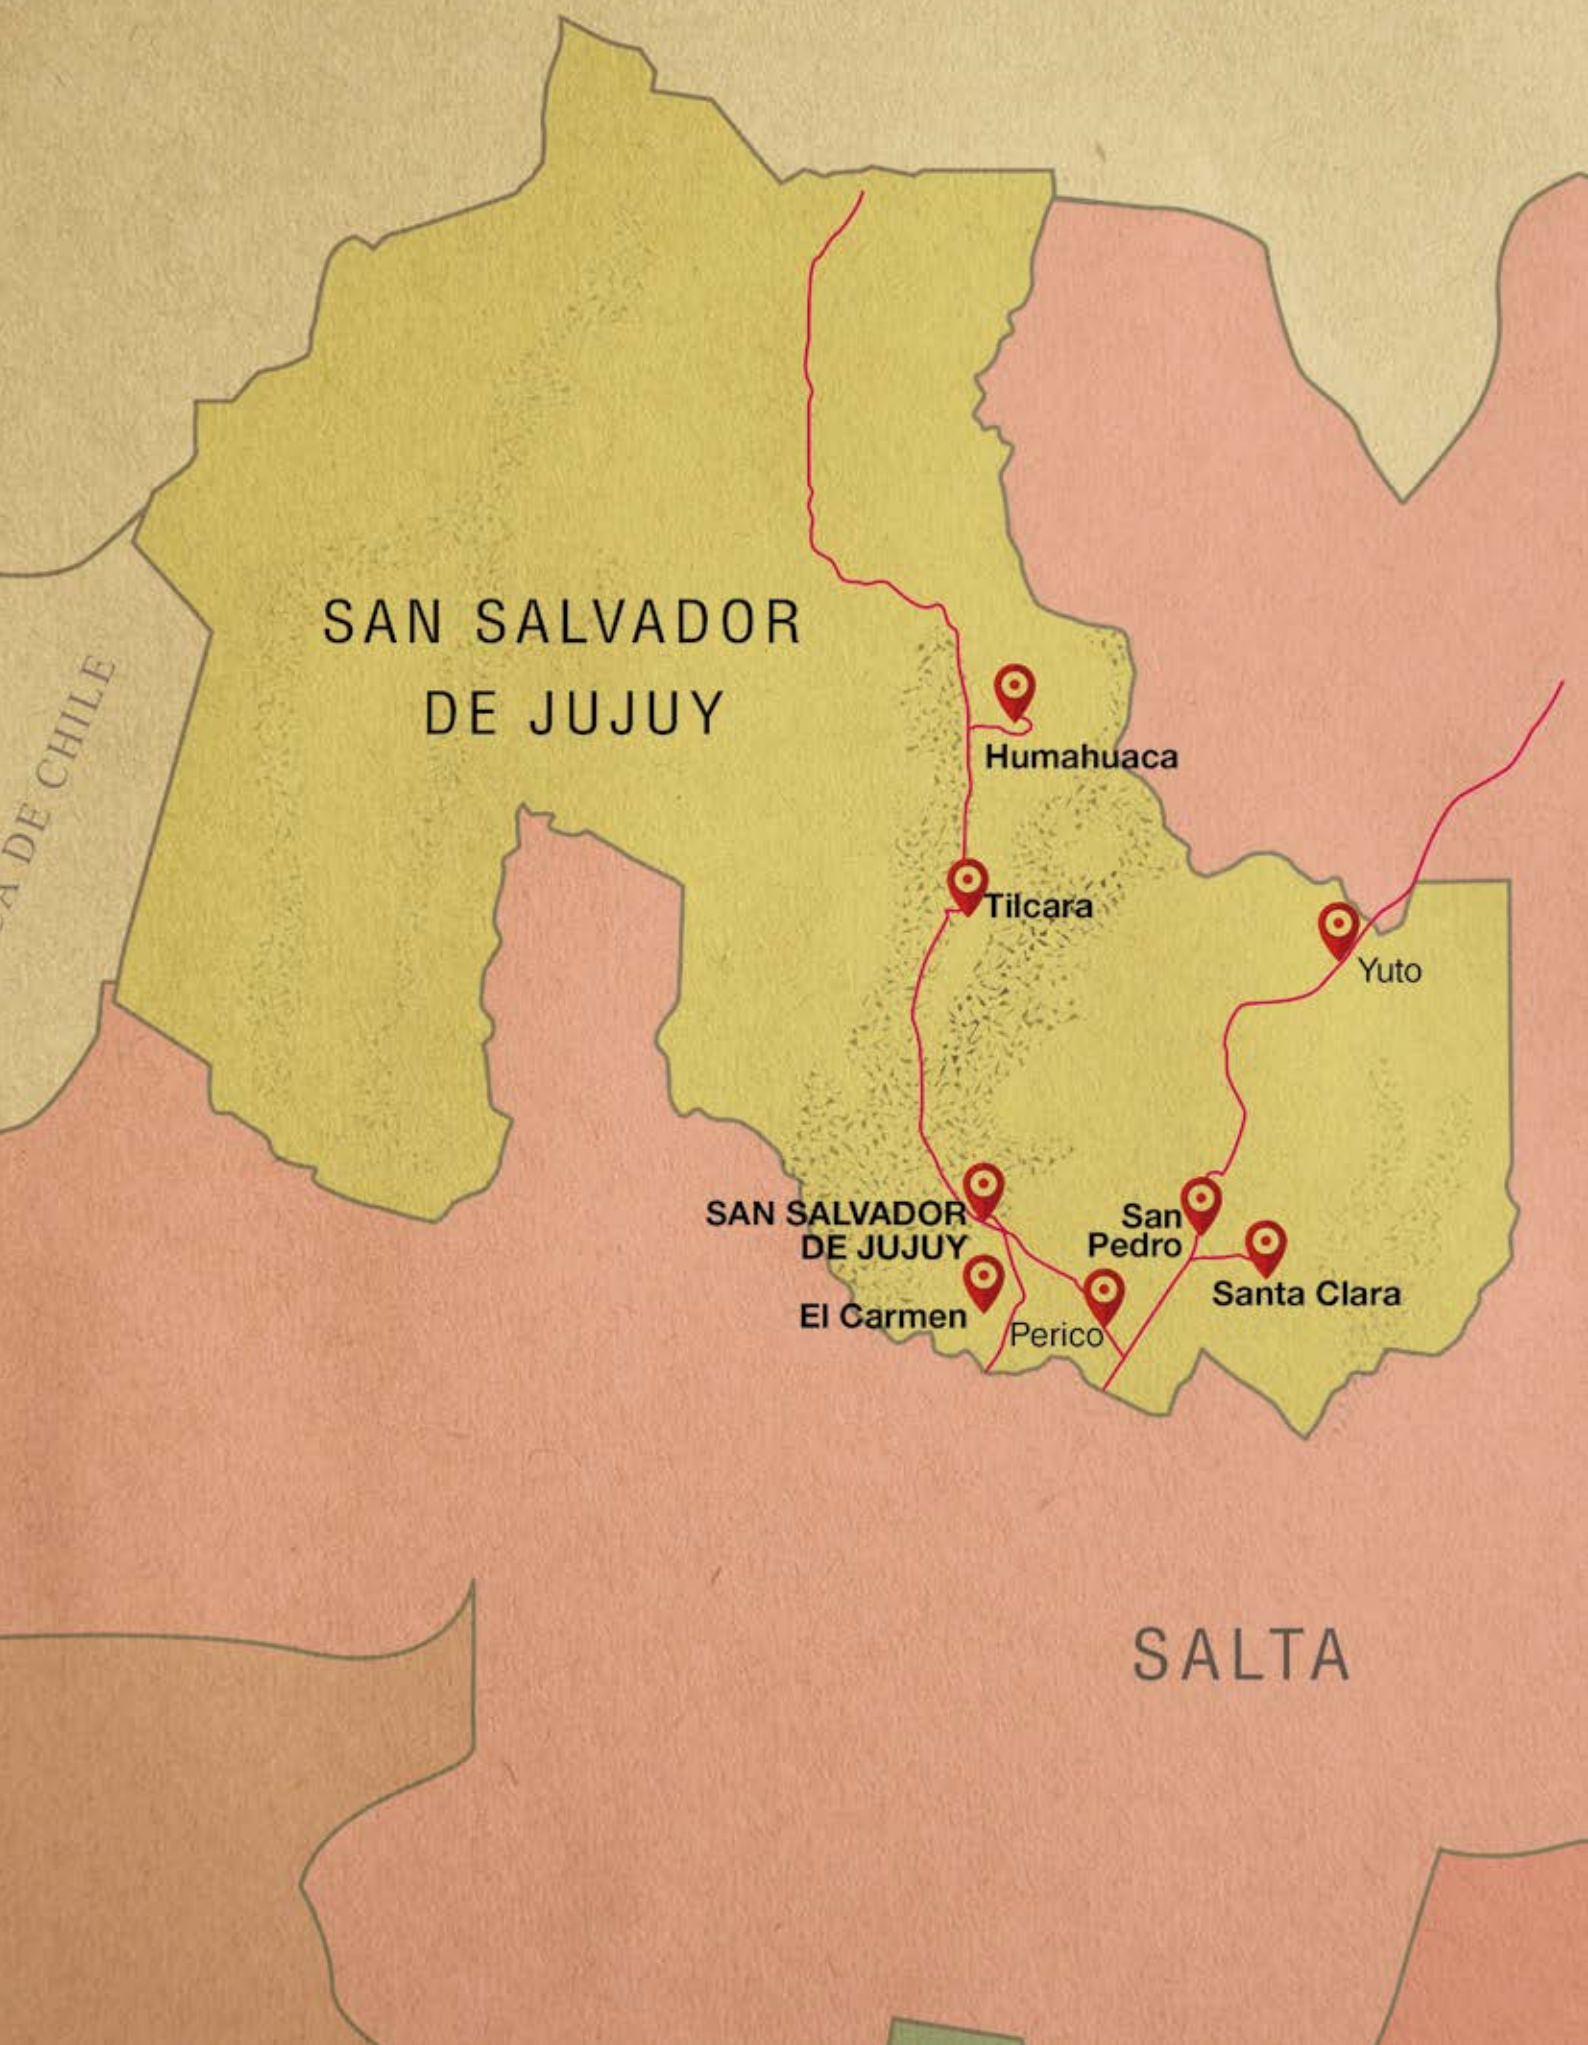 SAN SALVADOR
DE JUJUY
A DE CHILE
Humahuaca
Tilcara
Yuto
SAN SALVADOR
DE JUJUY
San
Pedro
Santa Clara
El Carmen
Perico
SALTA